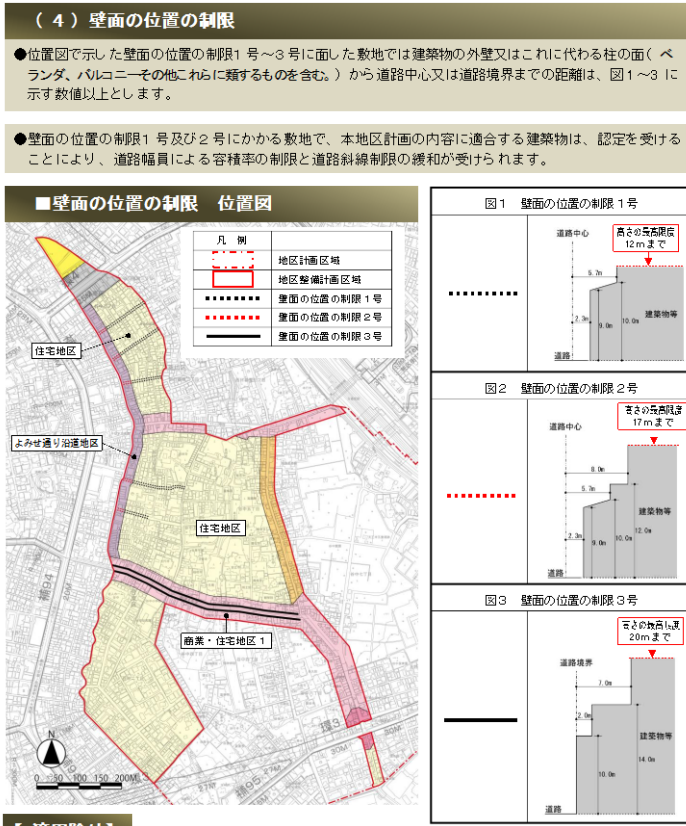 (4)壁面の位置の制限
●位置図で示した壁面の位置の制限1号～3号に面した敷地では建築物の外壁又はこれに代わる柱の面(ベ
ランダ、バルコニーその他これらに類するものを含む。)から道路中心又は道路境界までの距離は、図1～3に
示す数値以上とします。
●壁面の位置の制限1号及び2号にかかる敷地で、本地区計画の内容に適合する建築物は、認定を受ける
ことにより、道路幅員による容積率の制限と道路斜線制限の緩和が受けられます。
■壁面の位置の制限 位置図
凡 例
地区計画区域
地区整備計画区域
壁面の位置の制限1号
壁面の位置の制限2号
壁面の位置の制限3号
住宅地区
よみせ通り沿道地区
住宅地区
商業・住宅地区1
補94
20M
環3
30M
補95
27M
30M
N
0 50 100 150 200M
図1 壁面の位置の制限1号
道路中心
高さの最高限度
12mまで
5.7m
建築物等
2.3m
9.0m
10.0m
道路
図2 壁面の位置の制限2号
高さの最高限度
17mまで
道路中心
8.0m
5.3m
建築物等
2.3m
9.0m
10.0m
12.0m
道路
図3 壁面の位置の制限3号
高さの最高限度
20mまで
道路境界
7.0m
2.0m
建築物等
14.0m
10.0m
道路